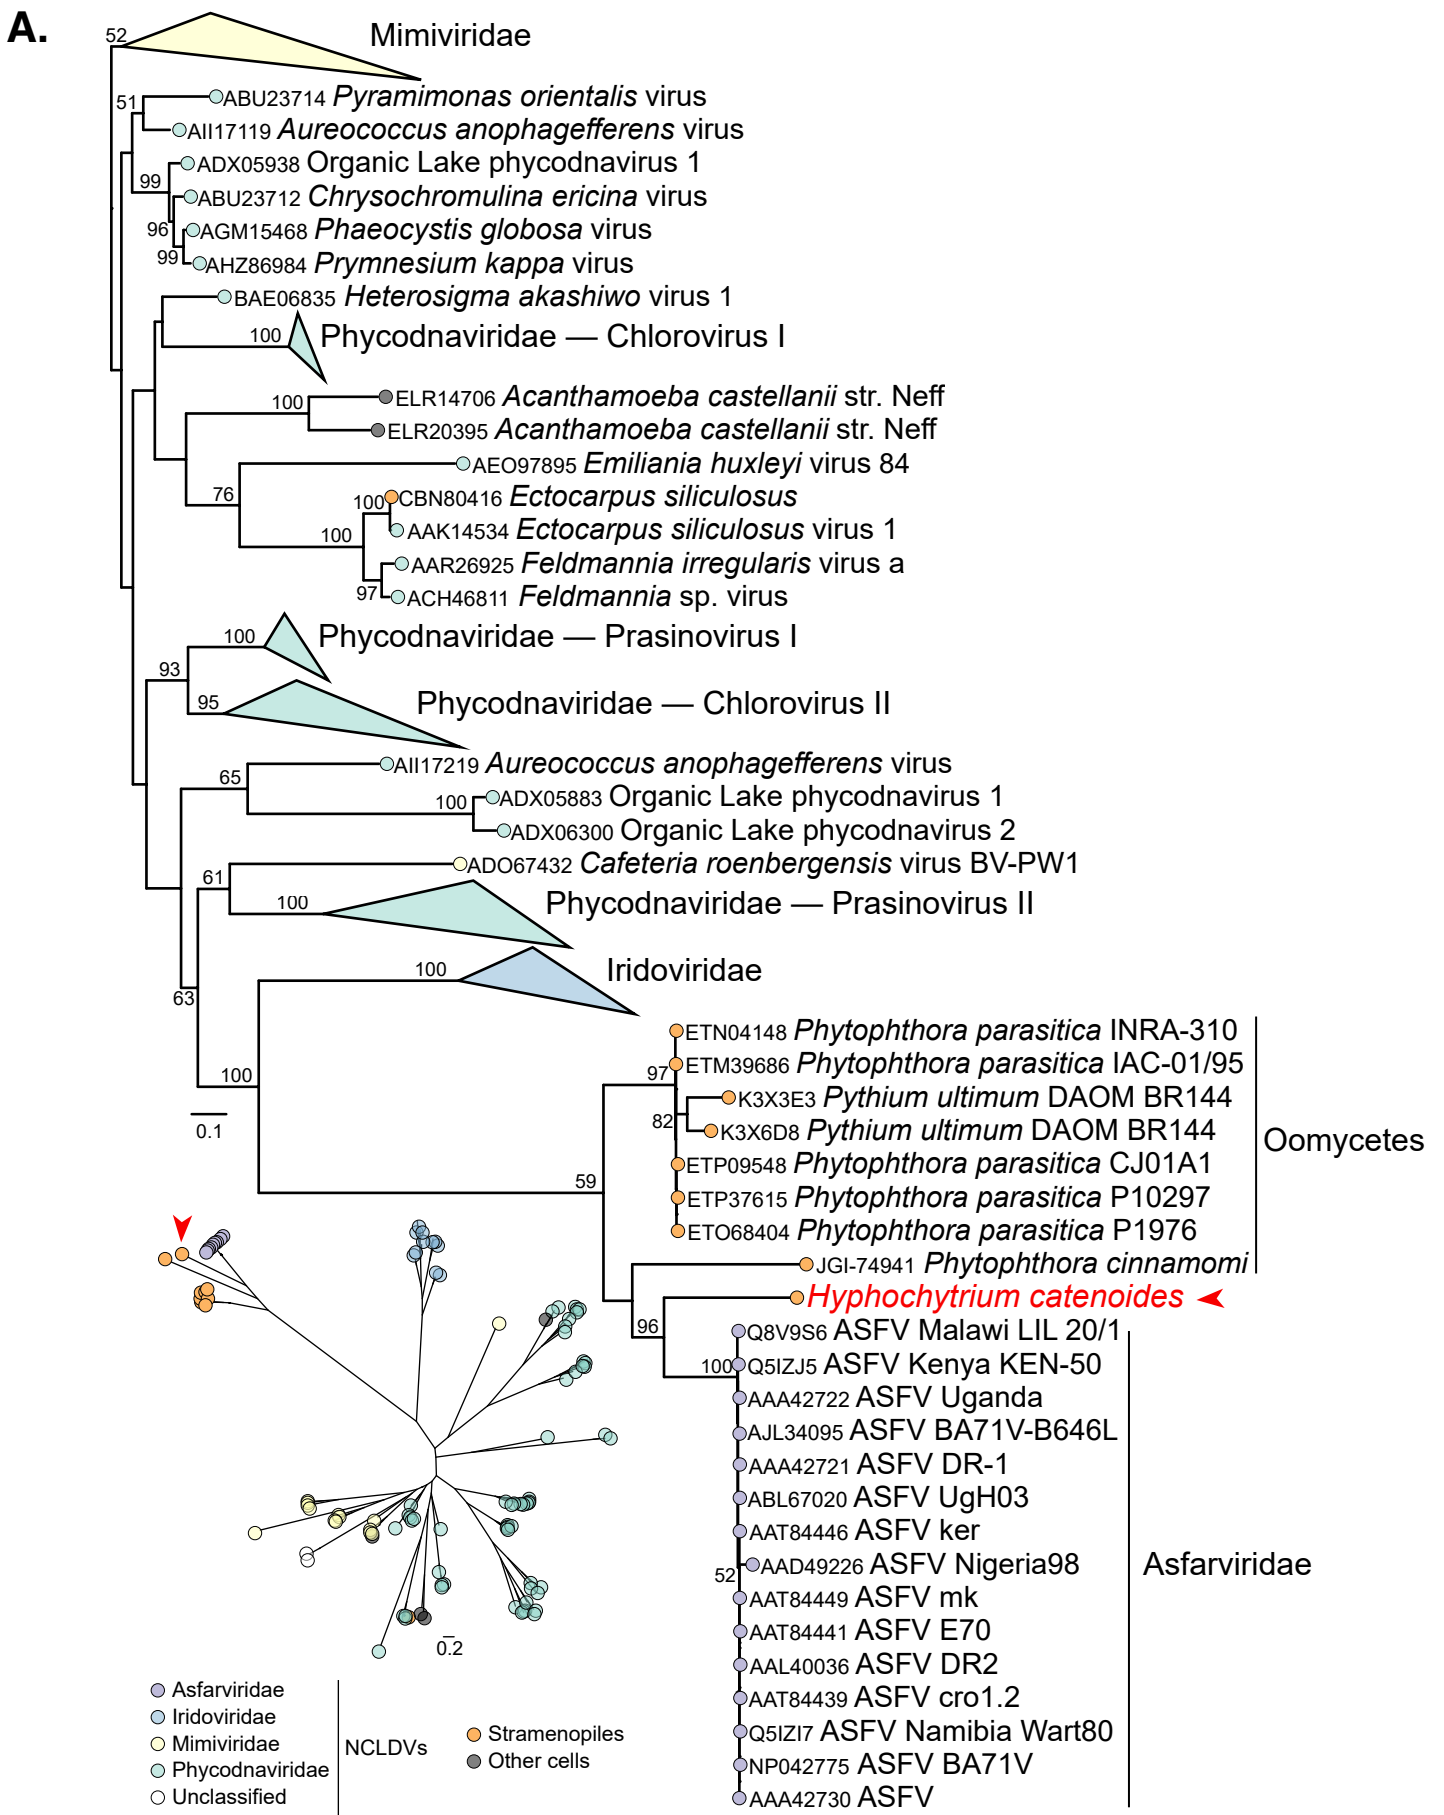 A.
52
Mimiviridae
51
ABU23714 Pyramimonas orientalis virus
AII17119 Aureococcus anophagefferens virus
ADX05938 Organic Lake phycodnavirus 1
99
ABU23712 Chrysochromulina ericina virus
96
AGM15468 Phaeocystis globosa virus
99
AHZ86984 Prymnesium kappa virus
BAE06835 Heterosigma akashiwo virus 1
100
Phycodnaviridae — Chlorovirus I
100
ELR14706 Acanthamoeba castellanii str. Neff
ELR20395 Acanthamoeba castellanii str. Neff
AEO97895 Emiliania huxleyi virus 84
76
100
CBN80416 Ectocarpus siliculosus
100
AAK14534 Ectocarpus siliculosus virus 1
AAR26925 Feldmannia irregularis virus a
97
ACH46811 Feldmannia sp. virus
100
Phycodnaviridae — Prasinovirus I
93
95
Phycodnaviridae — Chlorovirus II
AII17219 Aureococcus anophagefferens virus
65
100
ADX05883 Organic Lake phycodnavirus 1
ADX06300 Organic Lake phycodnavirus 2
ADO67432 Cafeteria roenbergensis virus BV-PW1
61
100
Phycodnaviridae — Prasinovirus II
100
Iridoviridae
63
100
0.1
ETN04148 Phytophthora parasitica INRA-310
ETM39686 Phytophthora parasitica IAC-01/95
97
K3X3E3 Pythium ultimum DAOM BR144
82
K3X6D8 Pythium ultimum DAOM BR144
Oomycetes
ETP09548 Phytophthora parasitica CJ01A1
59
ETP37615 Phytophthora parasitica P10297
ETO68404 Phytophthora parasitica P1976
JGI-74941 Phytophthora cinnamomi
Hyphochytrium catenoides
96
Q8V9S6 ASFV Malawi LIL 20/1
100
Q5IZJ5 ASFV Kenya KEN-50
AAA42722 ASFV Uganda
AJL34095 ASFV BA71V-B646L
AAA42721 ASFV DR-1
ABL67020 ASFV UgH03
AAT84446 ASFV ker
52
AAD49226 ASFV Nigeria98
Asfarviridae
AAT84449 ASFV mk
AAT84441 ASFV E70
AAL40036 ASFV DR2
AAT84439 ASFV cro1.2
Q5IZI7 ASFV Namibia Wart80
NP042775 ASFV BA71V
AAA42730 ASFV
0.2
Asfarviridae
Iridoviridae
Mimiviridae
Phycodnaviridae
Unclassified
NCLDVs
Stramenopiles
Other cells